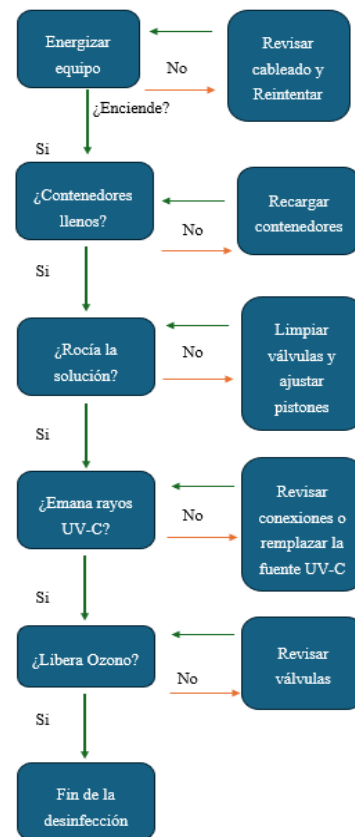 Energizar
equipo
No
Revisar
cableado y
Reintentar
¿Enciende?
Si
¿Contenedores
llenos?
No
Recargar
contenedores
Si
¿Rocía la
solución?
No
Limpiar
válvulas y
ajustar
pistones
Si
¿Emana rayos
UV-C?
No
Revisar
conexiones o
remplazar la
fuente UV-C
Si
¿Libera Ozono?
No
Revisar
válvulas
Si
Fin de la
desinfección